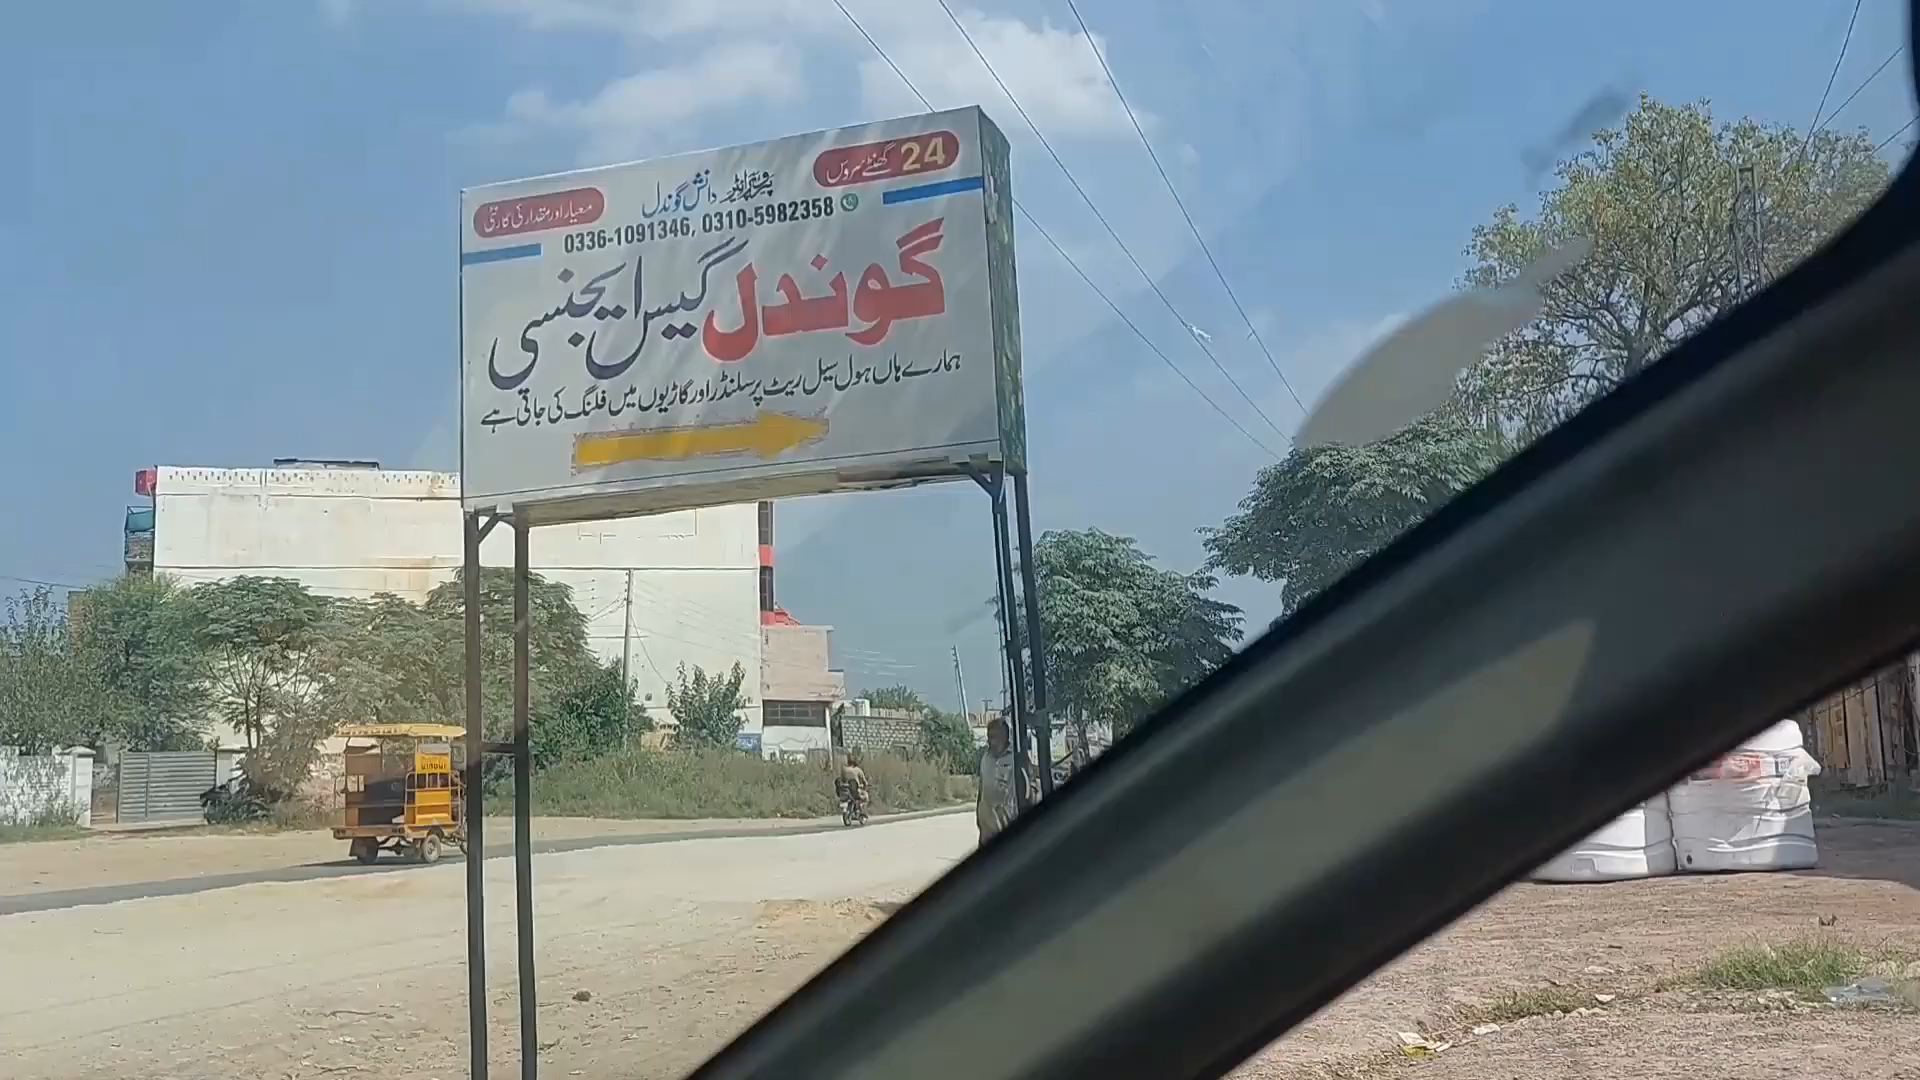 24 گھنٹے سروس
معیار اور مقدار کی گارنٹی
پروپرائٹر دانش گوندل
0336-1091346, 0310-5982358
گوندل گیس ایجنسی
ہمارے ہاں ہول سیل ریٹ پر سلنڈر اور گاڑیوں میں فلنگ کی جاتی ہے